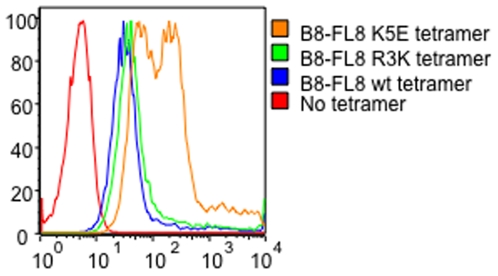 100
80
60
40
20
0
10^0 10^1 10^2 10^3 10^4
B8-FL8 K5E tetramer
B8-FL8 R3K tetramer
B8-FL8 wt tetramer
No tetramer